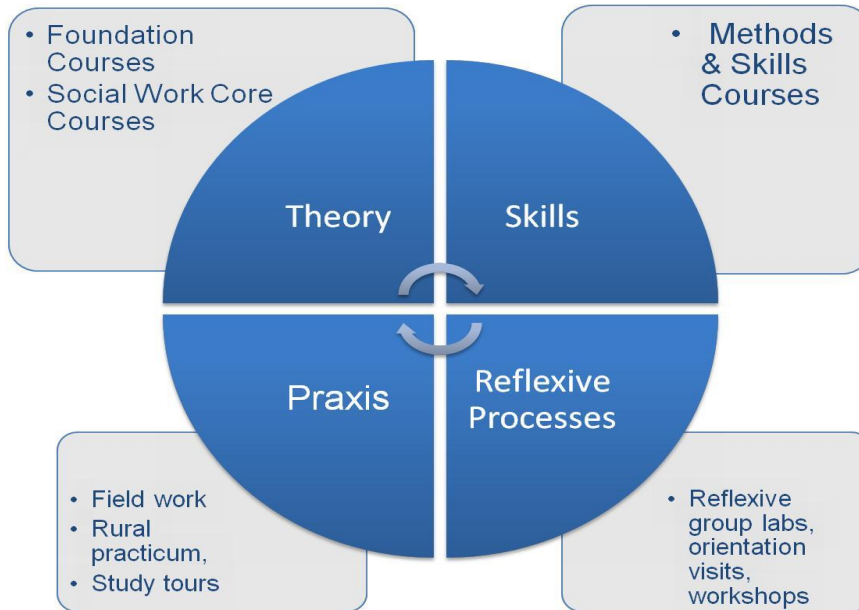 • Foundation
Courses
• Social Work Core
Courses
• Methods
& Skills
Courses
Theory
Skills
Praxis
Reflexive
Processes
• Field work
• Rural
practicum,
• Study tours
• Reflexive
group labs,
orientation
visits,
workshops